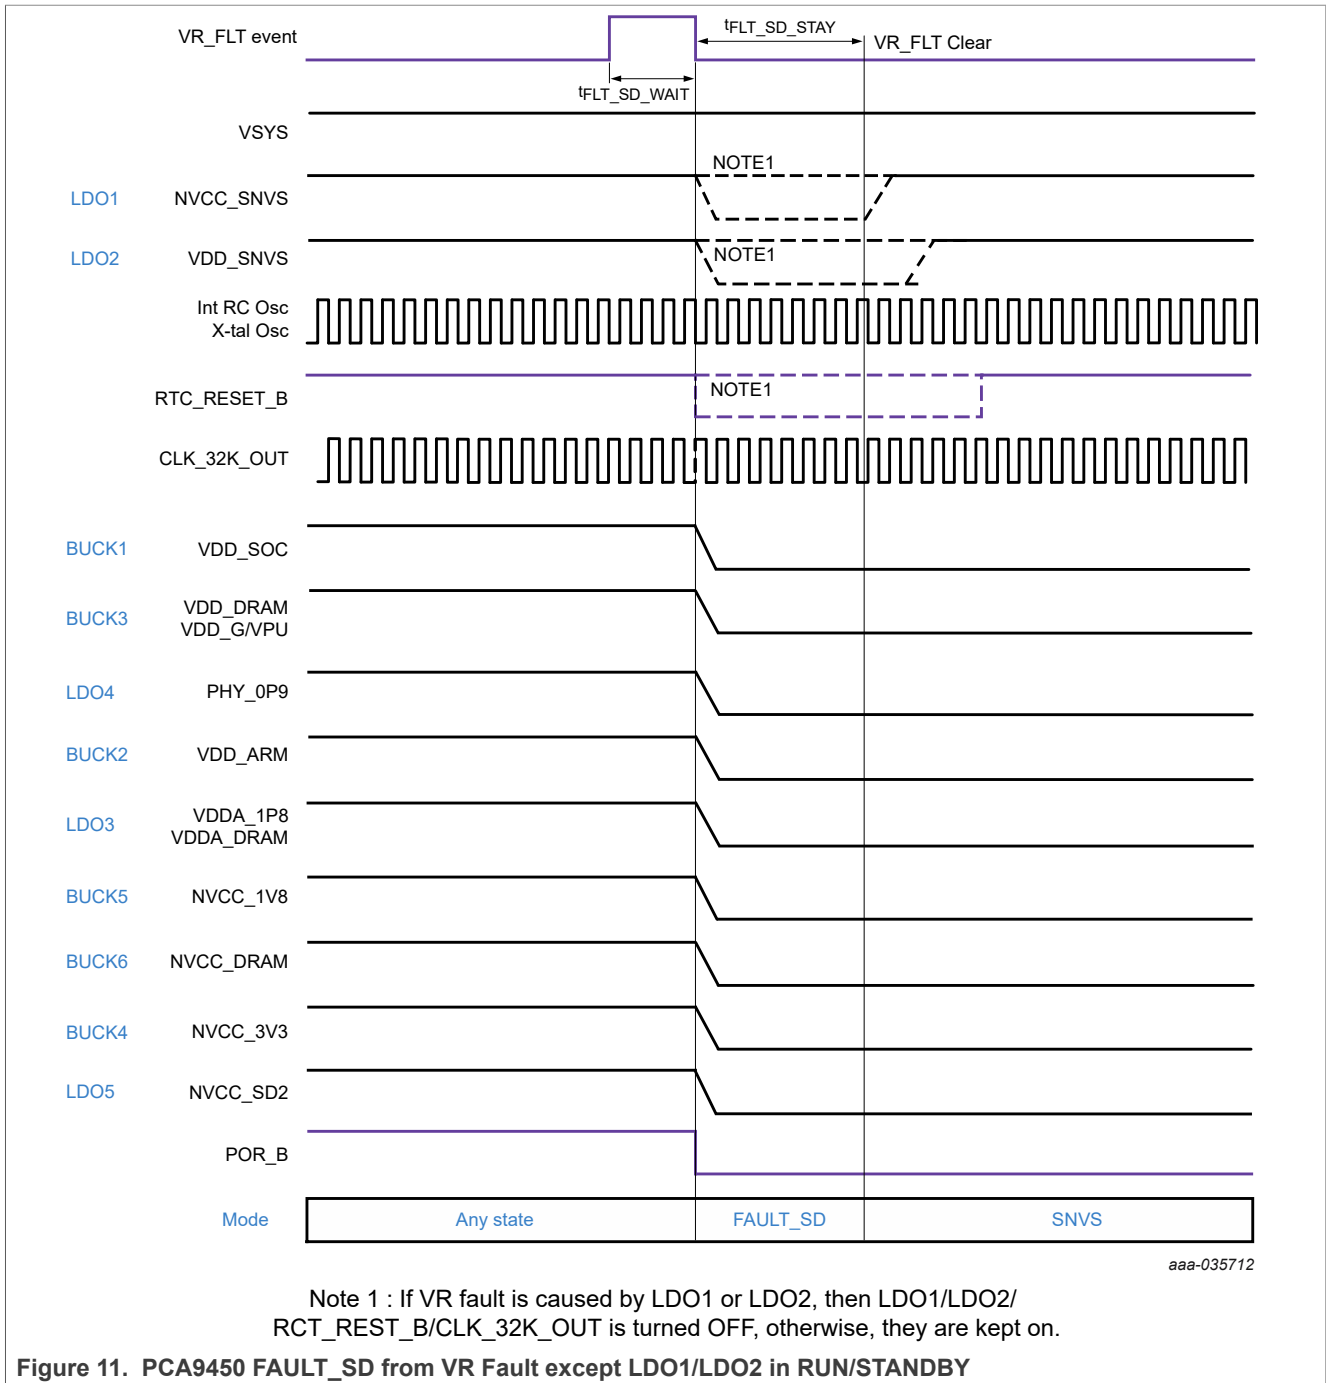 VR_FLT event
tFLT_SD_STAY
VR_FLT Clear
tFLT_SD_WAIT
VSYS
NOTE1
LDO1 NVCC_SNVS
LDO2 VDD_SNVS
NOTE1
Int RC Osc
X-tal Osc
RTC_RESET_B
NOTE1
CLK_32K_OUT
BUCK1 VDD_SOC
BUCK3 VDD_DRAM
VDD_G/VPU
LDO4 PHY_0P9
BUCK2 VDD_ARM
LDO3 VDDA_1P8
VDDA_DRAM
BUCK5 NVCC_1V8
BUCK6 NVCC_DRAM
BUCK4 NVCC_3V3
LDO5 NVCC_SD2
POR_B
Mode Any state FAULT_SD SNVS
aaa-035712
Note 1 : If VR fault is caused by LDO1 or LDO2, then LDO1/LDO2/
RCT_REST_B/CLK_32K_OUT is turned OFF, otherwise, they are kept on.
Figure 11. PCA9450 FAULT_SD from VR Fault except LDO1/LDO2 in RUN/STANDBY